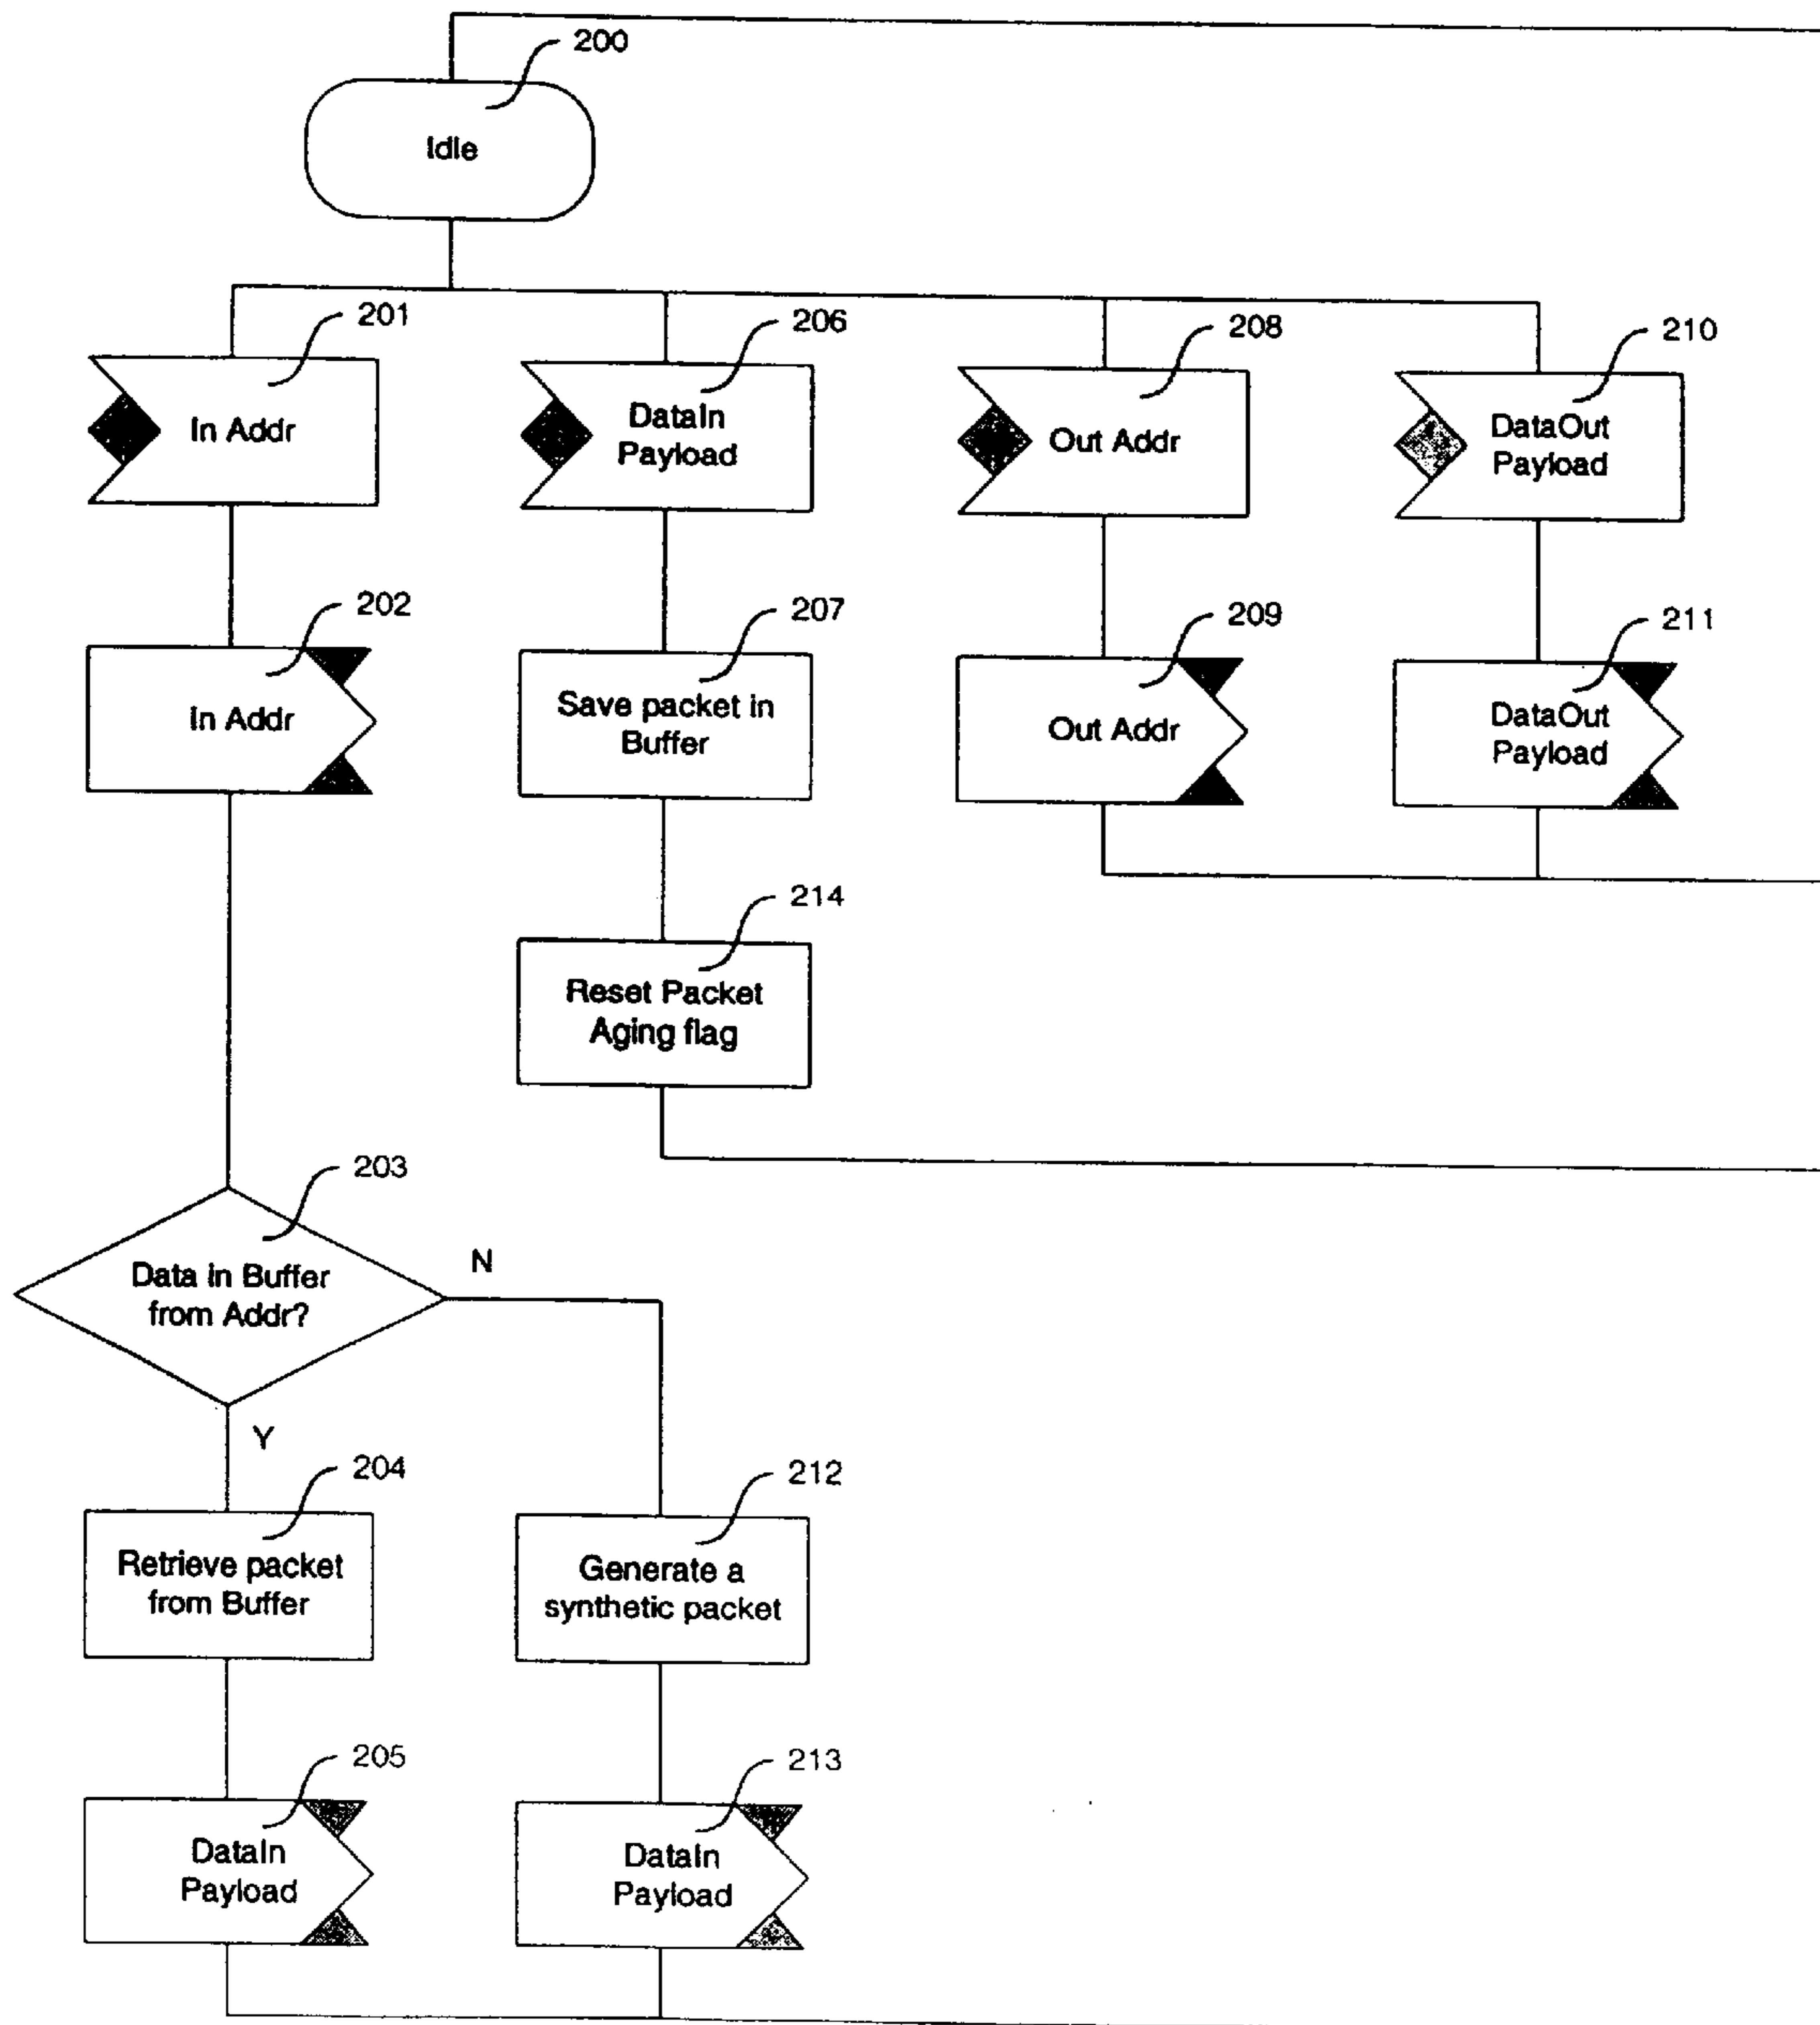 200
Idle
201
206
208
210
In Addr
DataIn
Payload
Out Addr
DataOut
Payload
202
207
209
211
In Addr
Save packet in
Buffer
Out Addr
DataOut
Payload
214
Reset Packet
Aging flag
203
Data in Buffer
from Addr?
N
Y
204
212
Retrieve packet
from Buffer
Generate a
synthetic packet
205
213
DataIn
Payload
DataIn
Payload